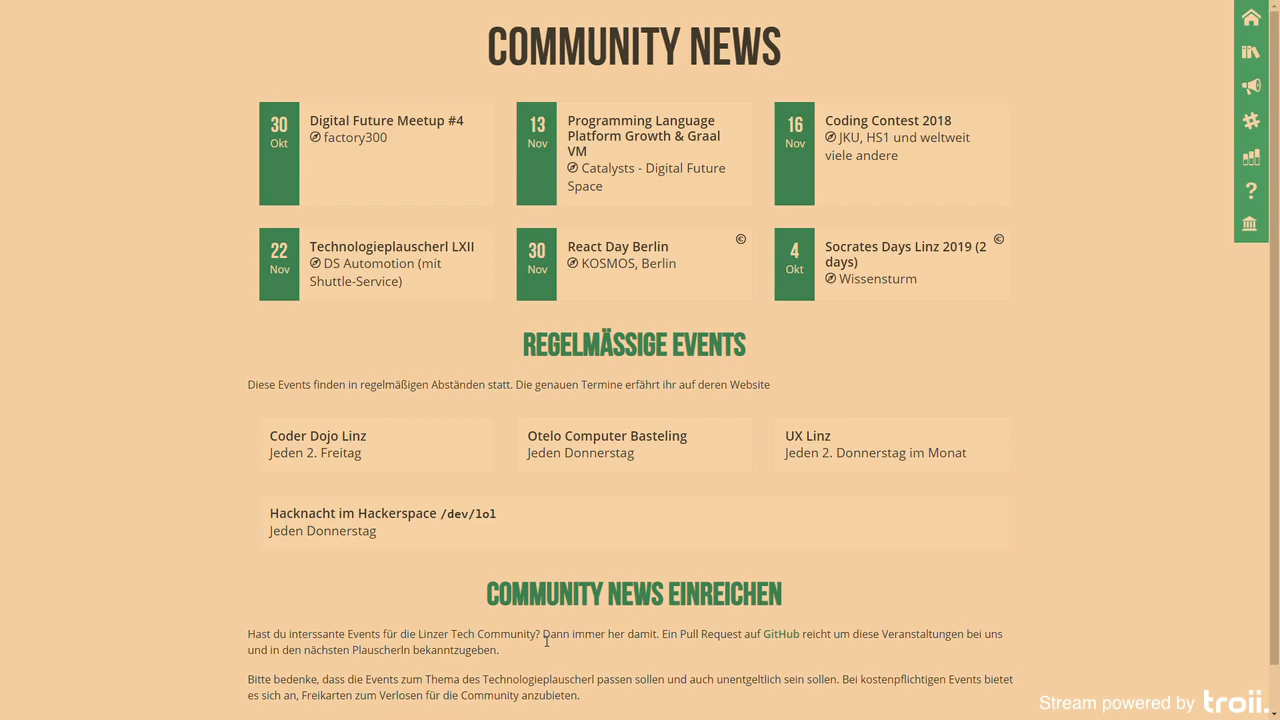 COMMUNITY NEWS
30
Okt
Digital Future Meetup #4
factory300
13
Nov
Programming Language
Platform Growth & Graal
VM
Catalysts - Digital Future
Space
16
Nov
Coding Contest 2018
JKU, HS1 und weltweit
viele andere
22
Nov
Technologieplauscherl LXII
DS Automotion (mit
Shuttle-Service)
30
Nov
React Day Berlin
©
KOSMOS, Berlin
4
Okt
Socrates Days Linz 2019 (2
©
days)
Wissensturm
REGELMÄSSIGE EVENTS
Diese Events finden in regelmäßigen Abständen statt. Die genauen Termine erfährt ihr auf deren Website
Coder Dojo Linz
Jeden 2. Freitag
Otelo Computer Basteling
Jeden Donnerstag
UX Linz
Jeden 2. Donnerstag im Monat
Hacknacht im Hackerspace /dev/lol
Jeden Donnerstag
COMMUNITY NEWS EINREICHEN
Hast du interssante Events für die Linzer Tech Community? Dann immer her damit. Ein Pull Request auf GitHub reicht um diese Veranstaltungen bei uns
und in den nächsten Plauscherln bekanntzugeben.
Bitte bedenke, dass die Events zum Thema des Technologieplauscherl passen sollen und auch unentgeltlich sein sollen. Bei kostenpflichtigen Events bietet
es sich an, Freikarten zum Verlosen für die Community anzubieten.
Stream powered by troii.